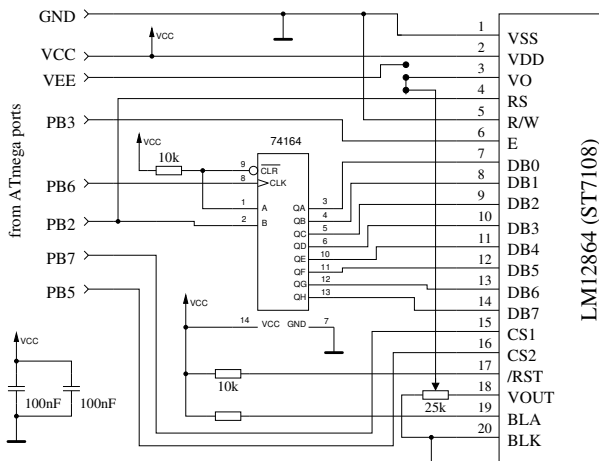 GND
VCC
VEE
PB3
PB6
PB2
PB7
PB5
from ATmega ports
VCC
VCC
10k
74164
9 CLR
8 CLK
1 A
2 B
QA 3
QB 4
QC 5
QD 6
QE 10
QF 11
QG 12
QH 13
14 VCC GND 7
VCC
10k
VCC
100nF 100nF
25k
1 VSS
2 VDD
3 VO
4 RS
5 R/W
6 E
7 DB0
8 DB1
9 DB2
10 DB3
11 DB4
12 DB5
13 DB6
14 DB7
15 CS1
16 CS2
17 /RST
18 VOUT
19 BLA
20 BLK
LM12864 (ST7108)